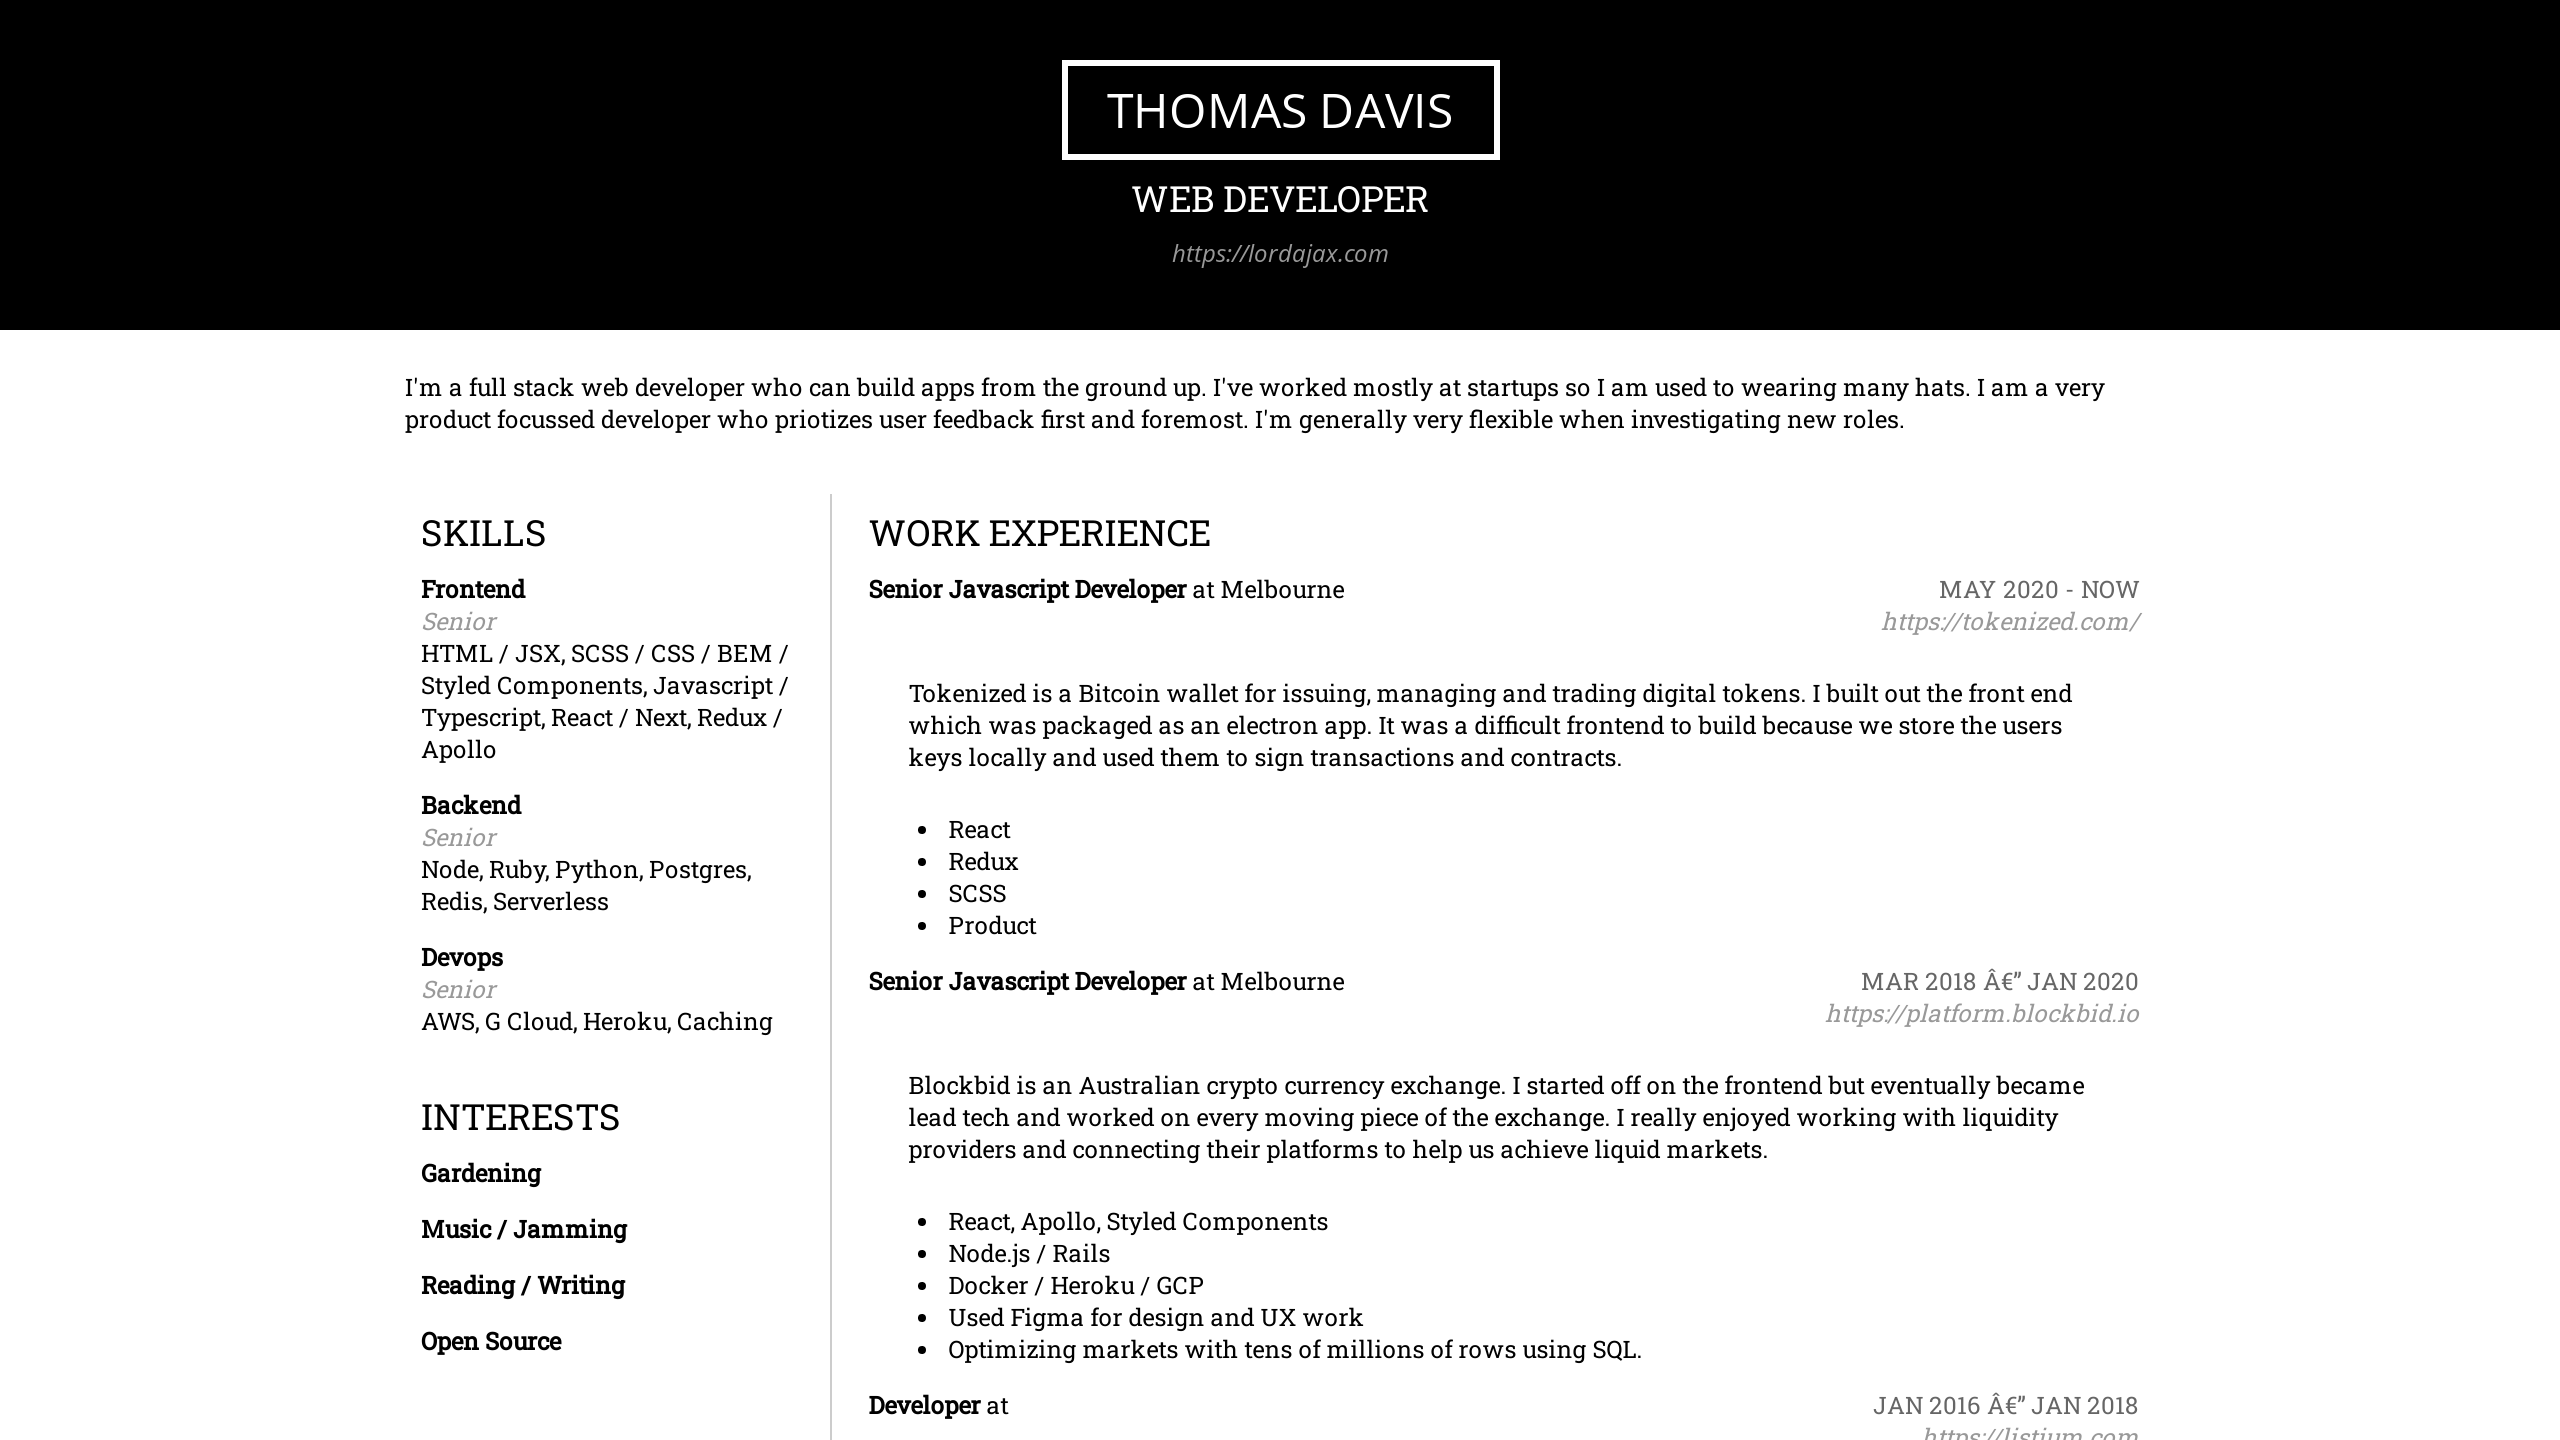 THOMAS DAVIS
WEB DEVELOPER
https://lordajax.com
I'm a full stack web developer who can build apps from the ground up. I've worked mostly at startups so I am used to wearing many hats. I am a very
product focussed developer who priotizes user feedback first and foremost. I'm generally very flexible when investigating new roles.
SKILLS
Frontend
Senior
HTML / JSX, SCSS / CSS / BEM /
Styled Components, Javascript /
Typescript, React / Next, Redux /
Apollo
Backend
Senior
Node, Ruby, Python, Postgres,
Redis, Serverless
Devops
Senior
AWS, G Cloud, Heroku, Caching
INTERESTS
Gardening
Music / Jamming
Reading / Writing
Open Source
WORK EXPERIENCE
Senior Javascript Developer at Melbourne
MAY 2020 - NOW
https://tokenized.com/
Tokenized is a Bitcoin wallet for issuing, managing and trading digital tokens. I built out the front end
which was packaged as an electron app. It was a difficult frontend to build because we store the users
keys locally and used them to sign transactions and contracts.
• React
• Redux
• SCSS
• Product
Senior Javascript Developer at Melbourne
MAR 2018 Â€” JAN 2020
https://platform.blockbid.io
Blockbid is an Australian crypto currency exchange. I started off on the frontend but eventually became
lead tech and worked on every moving piece of the exchange. I really enjoyed working with liquidity
providers and connecting their platforms to help us achieve liquid markets.
• React, Apollo, Styled Components
• Node.js / Rails
• Docker / Heroku / GCP
• Used Figma for design and UX work
• Optimizing markets with tens of millions of rows using SQL.
Developer at
JAN 2016 Â€” JAN 2018
https://listium.com